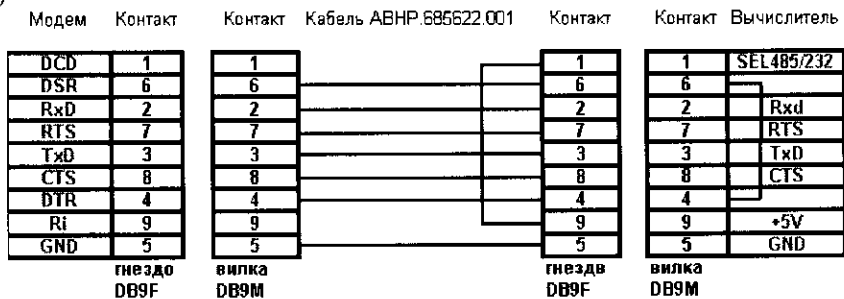 Модем Контакт Контакт Кабель АВНР.685622.001 Контакт Контакт Вычислитель
DCD 1 1 1 1 SEL485/232
DSR 6 6 6 6
RxD 2 2 2 2 Rxd
RTS 7 7 7 7 RTS
TxD 3 3 3 3 TxD
CTS 8 8 8 8 CTS
DTR 4 4 4 4
Ri 9 9 9 9 +5V
GND 5 5 5 5 GND
гнездо вилка гнездв вилка
DB9F DB9M DB9F DB9M